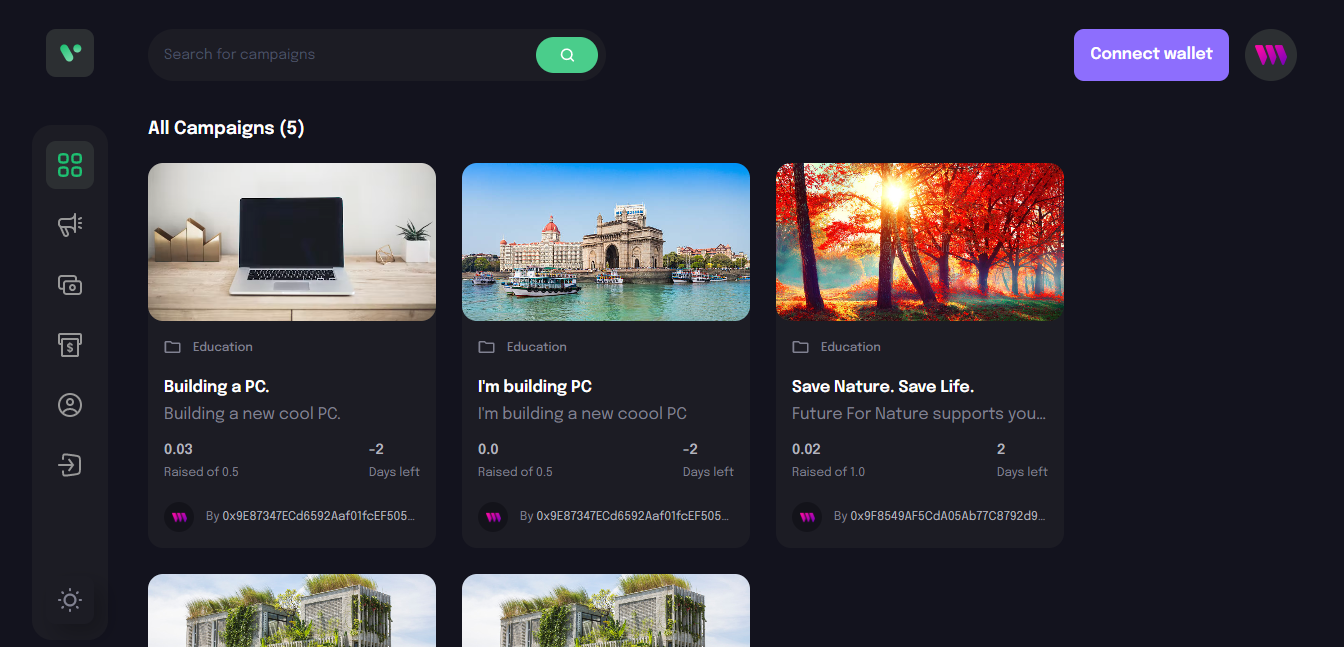 Search for campaigns
Connect wallet
All Campaigns (5)
Education
Building a PC.
Building a new cool PC.
0.03
-2
Raised of 0.5
Days left
By 0x9E87347ECd6592Aaf01fcEF505...
Education
I'm building PC
I'm building a new coool PC
0.0
-2
Raised of 0.5
Days left
By 0x9E87347ECd6592Aaf01fcEF505...
Education
Save Nature. Save Life.
Future For Nature supports you...
0.02
2
Raised of 1.0
Days left
By 0x9F8549AF5CdA05Ab77C8792d9...